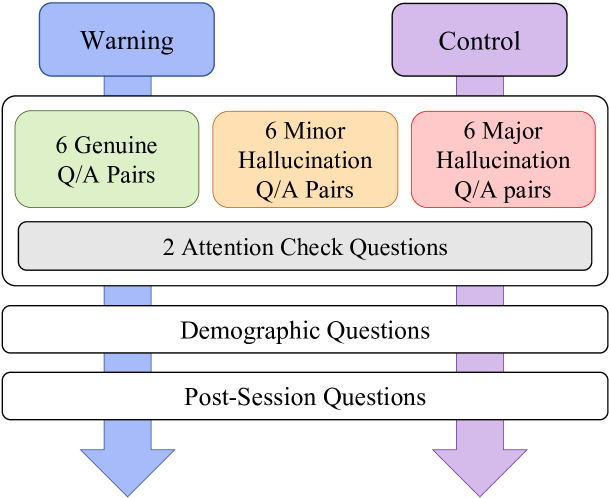 Warning
Control
6 Genuine
Q/A Pairs
6 Minor
Hallucination
Q/A Pairs
6 Major
Hallucination
Q/A pairs
2 Attention Check Questions
Demographic Questions
Post-Session Questions